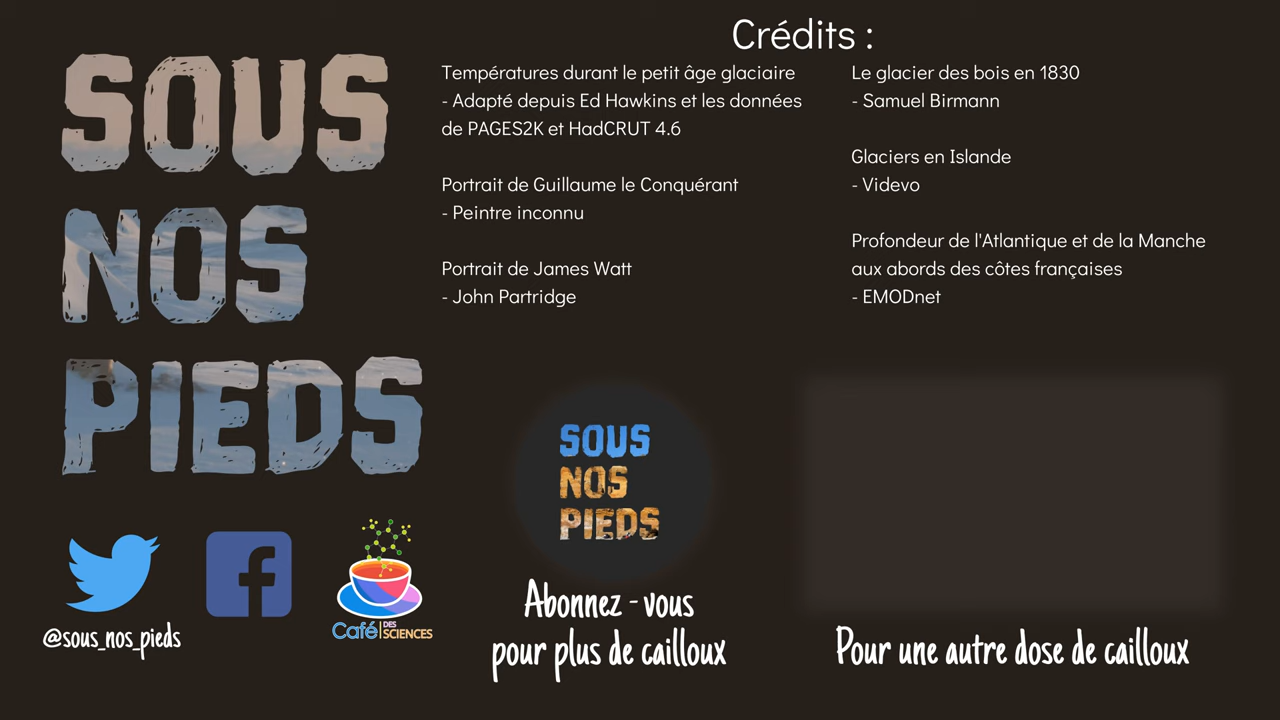 SOUS
NOS
PIEDS
Crédits :
Températures durant le petit âge glaciaire
- Adapté depuis Ed Hawkins et les données
de PAGES2K et HadCRUT 4.6
Portrait de Guillaume le Conquérant
- Peintre inconnu
Portrait de James Watt
- John Partridge
Le glacier des bois en 1830
- Samuel Birmann
Glaciers en Islande
- Videvo
Profondeur de l'Atlantique et de la Manche
aux abords des côtes françaises
- EMODnet
@sous_nos_pieds
Café DES
SCIENCES
SOUS
NOS
PIEDS
Abonnez - vous
pour plus de cailloux
Pour une autre dose de cailloux